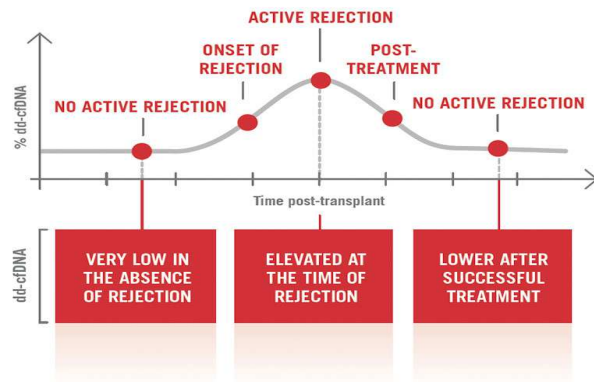 ACTIVE REJECTION
ONSET OF
REJECTION
POST-
TREATMENT
NO ACTIVE REJECTION
NO ACTIVE REJECTION
% dd-cfDNA
Time post-transplant
dd-cfDNA
VERY LOW IN
THE ABSENCE
OF REJECTION
ELEVATED AT
THE TIME OF
REJECTION
LOWER AFTER
SUCCESSFUL
TREATMENT